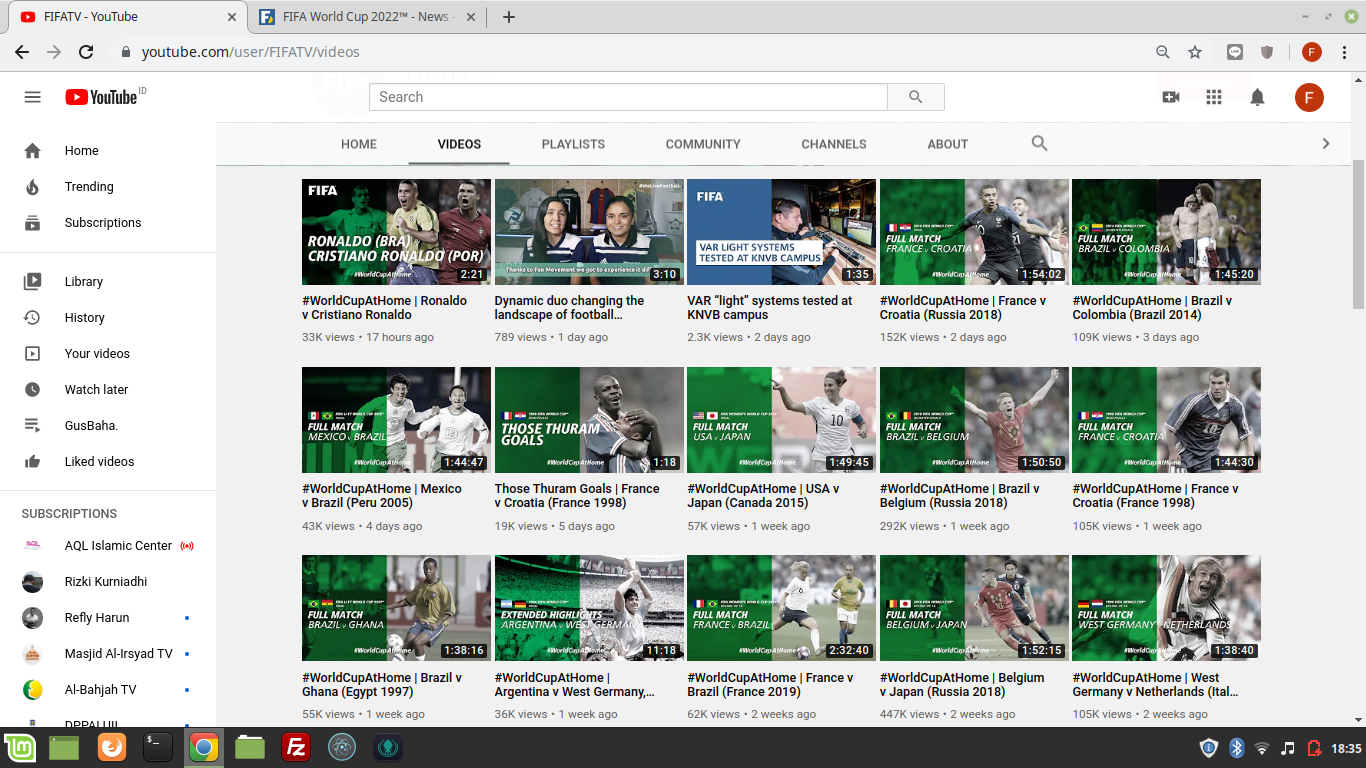 FIFATV - YouTube
FIFA World Cup 2022™ - News -
youtube.com/user/FIFATV/videos
F
YouTube ID
Search
F
HOME
VIDEOS
PLAYLISTS
COMMUNITY
CHANNELS
ABOUT
Home
Trending
Subscriptions
Library
History
Your videos
Watch later
GusBaha.
Liked videos
SUBSCRIPTIONS
AQL Islamic Center
Rizki Kurniadhi
Refly Harun
Masjid Al-Irsyad TV
Al-Bahjah TV
FIFA
RONALDO (BRA) v
CRISTIANO RONALDO (POR)
#WorldCupAtHome
2:21
#WorldCupAtHome | Ronaldo
v Cristiano Ronaldo
33K views • 17 hours ago
#WeLiveFootball
Thanks to Fan Movement we got to experience it
3:10
Dynamic duo changing the
landscape of football...
789 views • 1 day ago
FIFA
VAR LIGHT SYSTEMS
TESTED AT KNVB CAMPUS
1:35
VAR “light” systems tested at
KNVB campus
2.3K views • 2 days ago
FULL MATCH
FRANCE v CROATIA
#WorldCupAtHome
1:54:02
#WorldCupAtHome | France v
Croatia (Russia 2018)
152K views • 2 days ago
FULL MATCH
BRAZIL v COLOMBIA
#WorldCupAtHome
1:45:20
#WorldCupAtHome | Brazil v
Colombia (Brazil 2014)
109K views • 3 days ago
FULL MATCH
MEXICO v BRAZIL
#WorldCupAtHome
1:44:47
#WorldCupAtHome | Mexico
v Brazil (Peru 2005)
43K views • 4 days ago
THOSE THURAM
GOALS
#WorldCupAtHome
1:18
Those Thuram Goals | France
v Croatia (France 1998)
19K views • 5 days ago
FULL MATCH
USA v JAPAN
#WorldCupAtHome
10
1:49:45
#WorldCupAtHome | USA v
Japan (Canada 2015)
57K views • 1 week ago
FULL MATCH
BRAZIL v BELGIUM
#WorldCupAtHome
1:50:50
#WorldCupAtHome | Brazil v
Belgium (Russia 2018)
292K views • 1 week ago
FULL MATCH
FRANCE v CROATIA
#WorldCupAtHome
10
1:44:30
#WorldCupAtHome | France v
Croatia (France 1998)
105K views • 1 week ago
FULL MATCH
BRAZIL v GHANA
#WorldCupAtHome
1:38:16
#WorldCupAtHome | Brazil v
Ghana (Egypt 1997)
55K views • 1 week ago
EXTENDED HIGHLIGHTS
ARGENTINA v WEST GERMANY
#WorldCupAtHome
11:18
#WorldCupAtHome |
Argentina v West Germany,...
36K views • 1 week ago
FULL MATCH
FRANCE v BRAZIL
#WorldCupAtHome
6
2:32:40
#WorldCupAtHome | France v
Brazil (France 2019)
62K views • 2 weeks ago
FULL MATCH
BELGIUM v JAPAN
#WorldCupAtHome
1:52:15
#WorldCupAtHome | Belgium
v Japan (Russia 2018)
447K views • 2 weeks ago
FULL MATCH
WEST GERMANY v NETHERLANDS
#WorldCupAtHome
1:38:40
#WorldCupAtHome | West
Germany v Netherlands (Ital...
105K views • 2 weeks ago
18:35